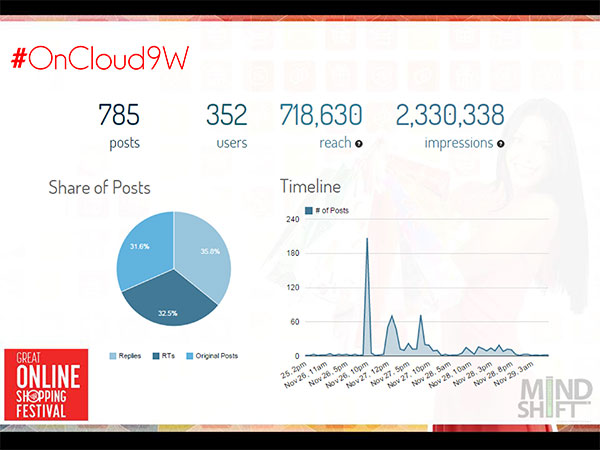 #OnCloud9W
785
posts
352
users
718,630
reach ?
2,330,338
impressions ?
Share of Posts
31.6%
35.8%
32.5%
Replies
RTs
Original Posts
Timeline
# of Posts
240
180
120
60
0
25, 2pm
Nov 26, 11am
Nov 26, 5pm
Nov 26, 10pm
Nov 27, 12pm
Nov 27, 5pm
Nov 27, 10pm
Nov 28, 10am
Nov 28, 3pm
Nov 28, 8pm
Nov 29, 3am
GREAT
ONLINE
SHOPPING
FESTIVAL
MIND
SHIFT